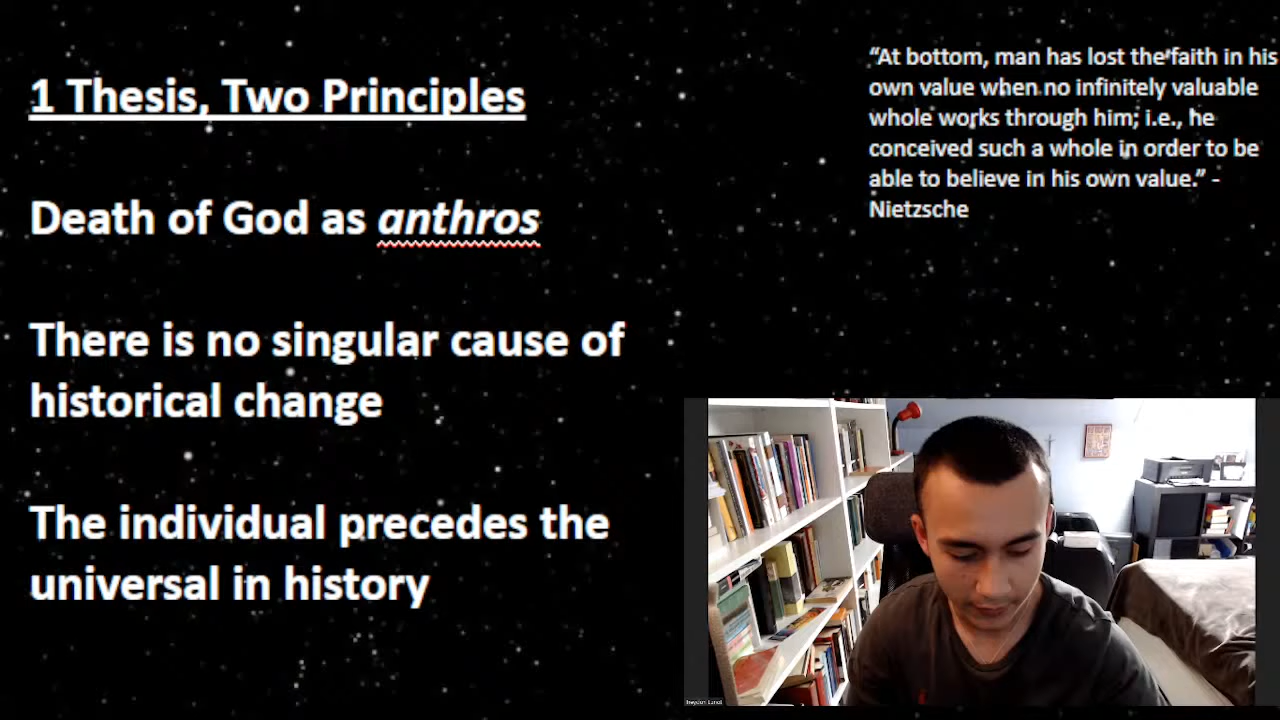 1 Thesis, Two Principles
Death of God as anthros
There is no singular cause of
historical change
The individual precedes the
universal in history
“At bottom, man has lost the faith in his
own value when no infinitely valuable
whole works through him; i.e., he
conceived such a whole in order to be
able to believe in his own value.” -
Nietzsche